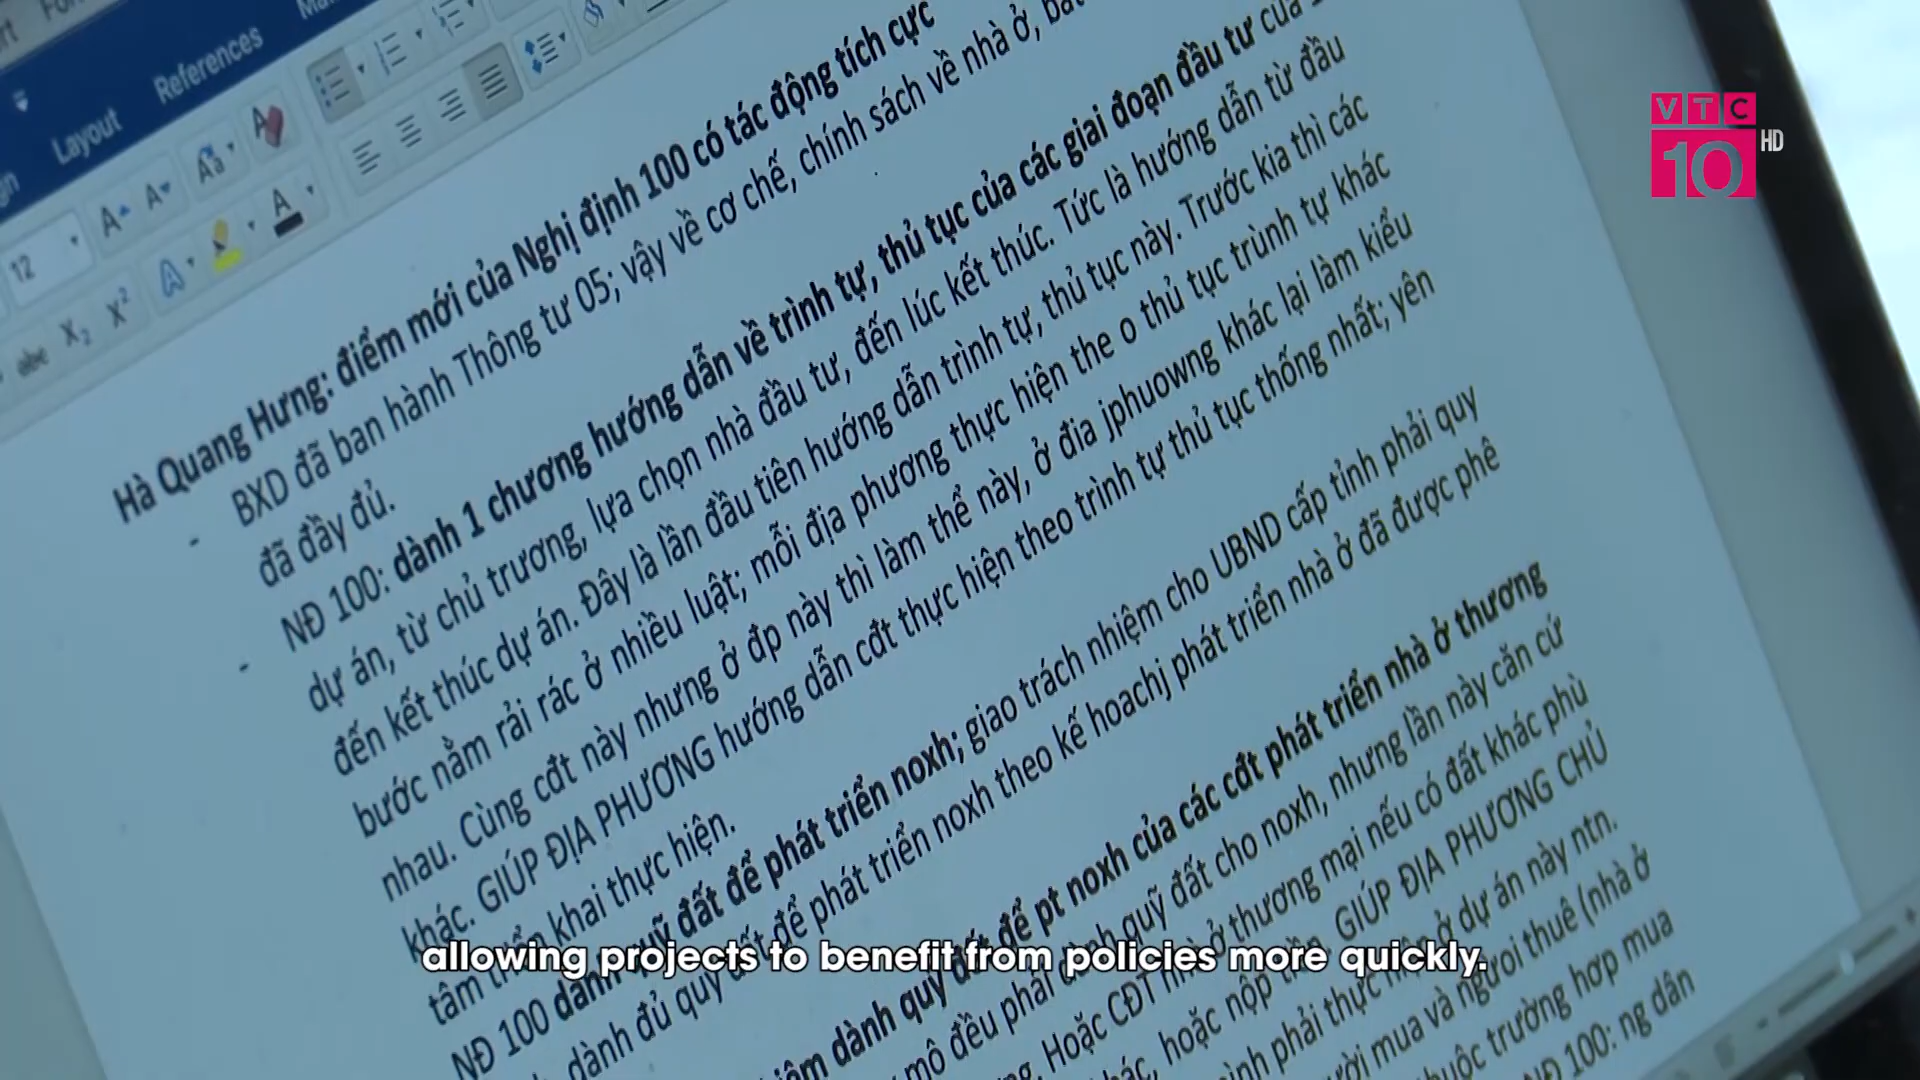 References
Layout
12
abc X₂ X²
VTC
10 HD
Hà Quang Hưng: điểm mới của Nghị định 100 có tác động tích cực
- BXD đã ban hành Thông tư 05; vậy về cơ chế, chính sách về nhà ở,
đã đầy đủ.
- NĐ 100: dành 1 chương hướng dẫn về trình tự, thủ tục của các giai đoạn đầu tư của
dự án, từ chủ trương, lựa chọn nhà đầu tư, đến lúc kết thúc. Tức là hướng dẫn từ đầu
đến kết thúc dự án. Đây là lần đầu tiên hướng dẫn trình tự, thủ tục này. Trước kia thì các
bước nằm rải rác ở nhiều luật; mỗi địa phương thực hiện the o thủ tục trùnh tự khác
nhau. Cùng cđt này nhưng ở đp này thì làm thế này, ở đia jphuowng khác lại làm kiểu
khác. GIÚP ĐỊA PHƯƠNG hướng dẫn cđt thực hiện theo trình tự thủ tục thống nhất; yên
tâm triển khai thực hiện.
NĐ 100 dành quỹ đất để phát triển noxh; giao trách nhiệm cho UBND cấp tỉnh phải quy
dành đủ quỹ đất để phát triển noxh theo kế hoachj phát triển nhà ở đã được phê
dành quỹ đất để pt noxh của các cđt phát triển nhà ở thương
mô đều phải dành quỹ đất cho noxh, nhưng lần này căn cứ
Hoặc CĐT nhà ở thương mại nếu có đất khác phù
hoặc nộp tiền. GIÚP ĐỊA PHƯƠNG CHỦ
phải thực hiện ở dự án này ntn.
mua và người thuê (nhà ở
trường hợp mua
NĐ 100: ng dân
allowing projects to benefit from policies more quickly.